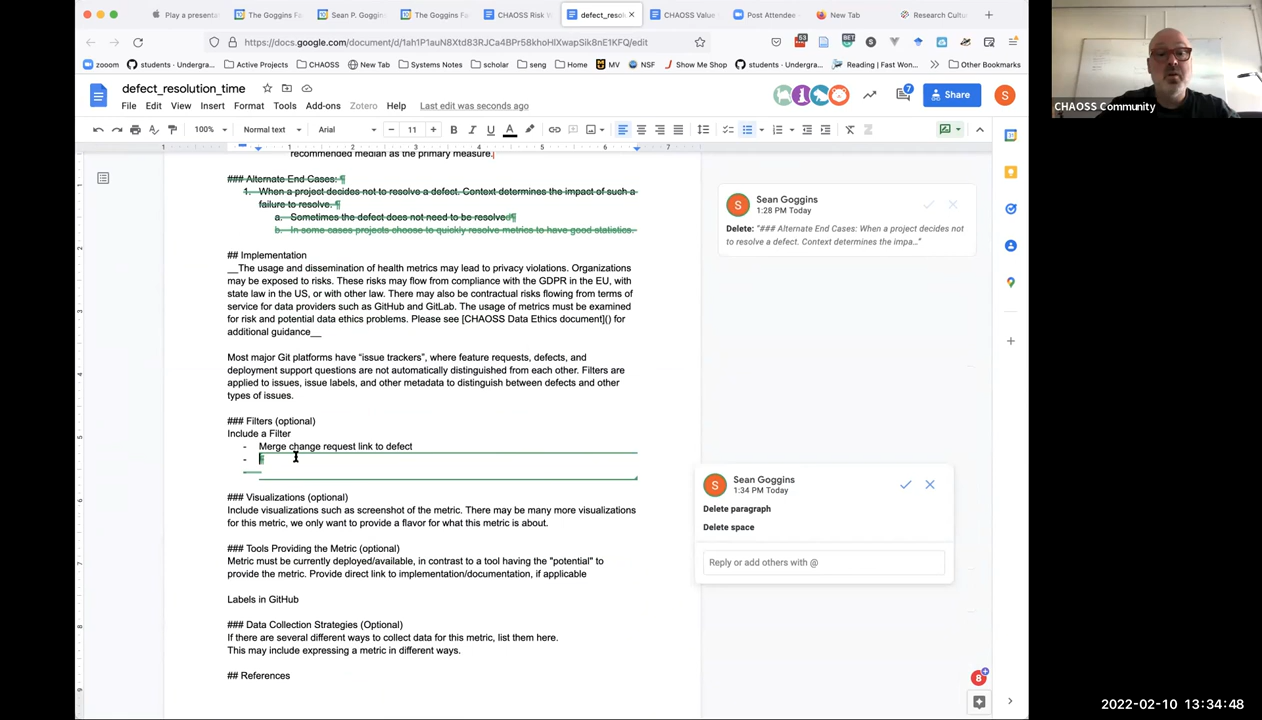 Play a presenta
The Goggins Fa
Sean P. Goggins
The Goggins Fa
CHAOSS Risk W
defect_resolu
CHAOSS Value
Post Attendee -
New Tab
Research Cultu
https://docs.google.com/document/d/1ah1P1auN8Xtd83RJCa4BPr58khoHIXwapSik8nE1KFQ/edit
zooom
students - Undergra...
Active Projects
CHAOSS
New Tab
Systems Notes
scholar
seng
Home
MV
NSF
Show Me Shop
students - Undergra...
Reading | Fast Won...
Other Bookmarks
defect_resolution_time
File Edit View Insert Format Tools Add-ons Zotero Help Last edit was seconds ago
7
Share
S
100% Normal text Arial 11
recommended median as the primary measure.
### Alternate End Cases: ¶
1. When a project decides not to resolve a defect. Context determines the impact of such a
failure to resolve. ¶
a. Sometimes the defect does not need to be resolved¶
b. In some cases projects choose to quickly resolve metrics to have good statistics.
## Implementation
__The usage and dissemination of health metrics may lead to privacy violations. Organizations
may be exposed to risks. These risks may flow from compliance with the GDPR in the EU, with
state law in the US, or with other law. There may also be contractual risks flowing from terms of
service for data providers such as GitHub and GitLab. The usage of metrics must be examined
for risk and potential data ethics problems. Please see [CHAOSS Data Ethics document]() for
additional guidance__
Most major Git platforms have “issue trackers”, where feature requests, defects, and
deployment support questions are not automatically distinguished from each other. Filters are
applied to issues, issue labels, and other metadata to distinguish between defects and other
types of issues.
### Filters (optional)
Include a Filter
- Merge change request link to defect
- ¶
### Visualizations (optional)
Include visualizations such as screenshot of the metric. There may be many more visualizations
for this metric, we only want to provide a flavor for what this metric is about.
### Tools Providing the Metric (optional)
Metric must be currently deployed/available, in contrast to a tool having the "potential" to
provide the metric. Provide direct link to implementation/documentation, if applicable
Labels in GitHub
### Data Collection Strategies (Optional)
If there are several different ways to collect data for this metric, list them here.
This may include expressing a metric in different ways.
## References
S
Sean Goggins
1:28 PM Today
Delete: “### Alternate End Cases: When a project decides not
to resolve a defect. Context determines the impa...”
S
Sean Goggins
1:34 PM Today
Delete paragraph
Delete space
Reply or add others with @
8
CHAOSS Community
2022-02-10 13:34:48